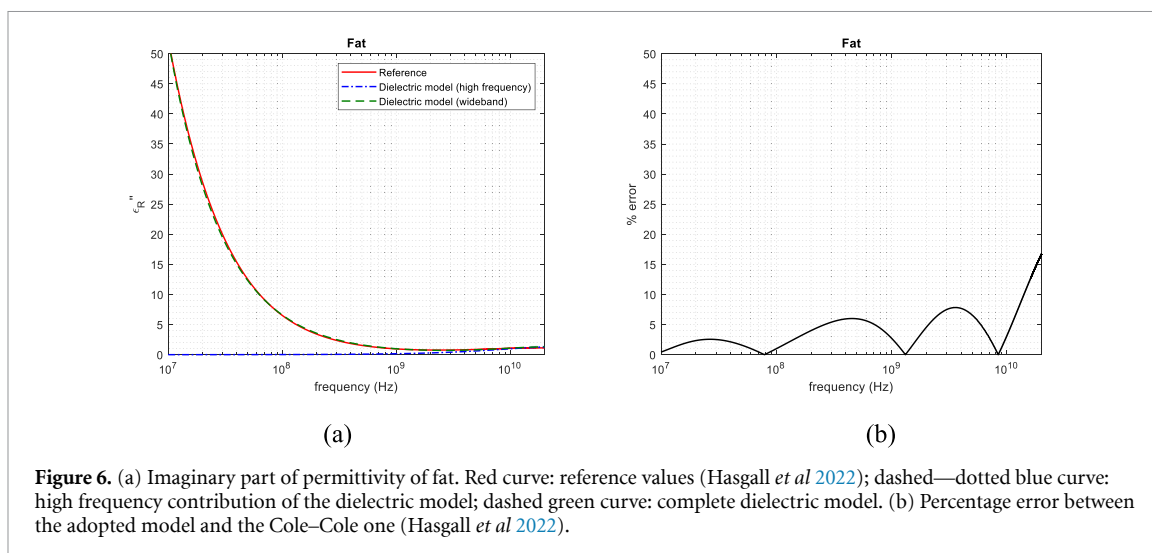 Fat
50
45
40
35
30
25
20
15
10
5
0
ϵR''
Reference
Dielectric model (high frequency)
Dielectric model (wideband)
10^7
10^8
10^9
10^10
frequency (Hz)
(a)
Fat
50
45
40
35
30
25
20
15
10
5
0
% error
10^7
10^8
10^9
10^10
frequency (Hz)
(b)
Figure 6. (a) Imaginary part of permittivity of fat. Red curve: reference values (Hasgall et al 2022); dashed—dotted blue curve:
high frequency contribution of the dielectric model; dashed green curve: complete dielectric model. (b) Percentage error between
the adopted model and the Cole–Cole one (Hasgall et al 2022).